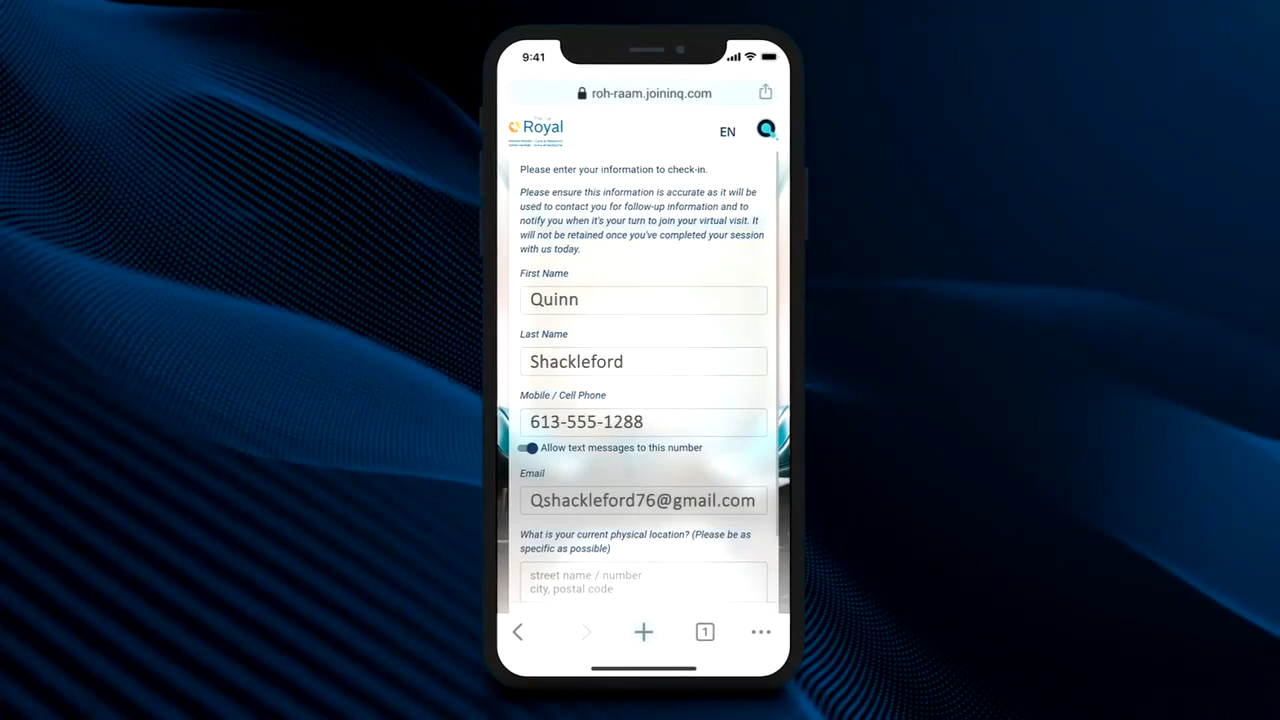 9:41
roh-raam.joininq.com
Royal
EN
Please enter your information to check-in.
Please ensure this information is accurate as it will be
used to contact you for follow-up information and to
notify you when it's your turn to join your virtual visit. It
will not be retained once you've completed your session
with us today.
First Name
Quinn
Last Name
Shackleford
Mobile / Cell Phone
613-555-1288
Allow text messages to this number
Email
Qshackleford76@gmail.com
What is your current physical location? (Please be as
specific as possible)
street name / number
city, postal code
1